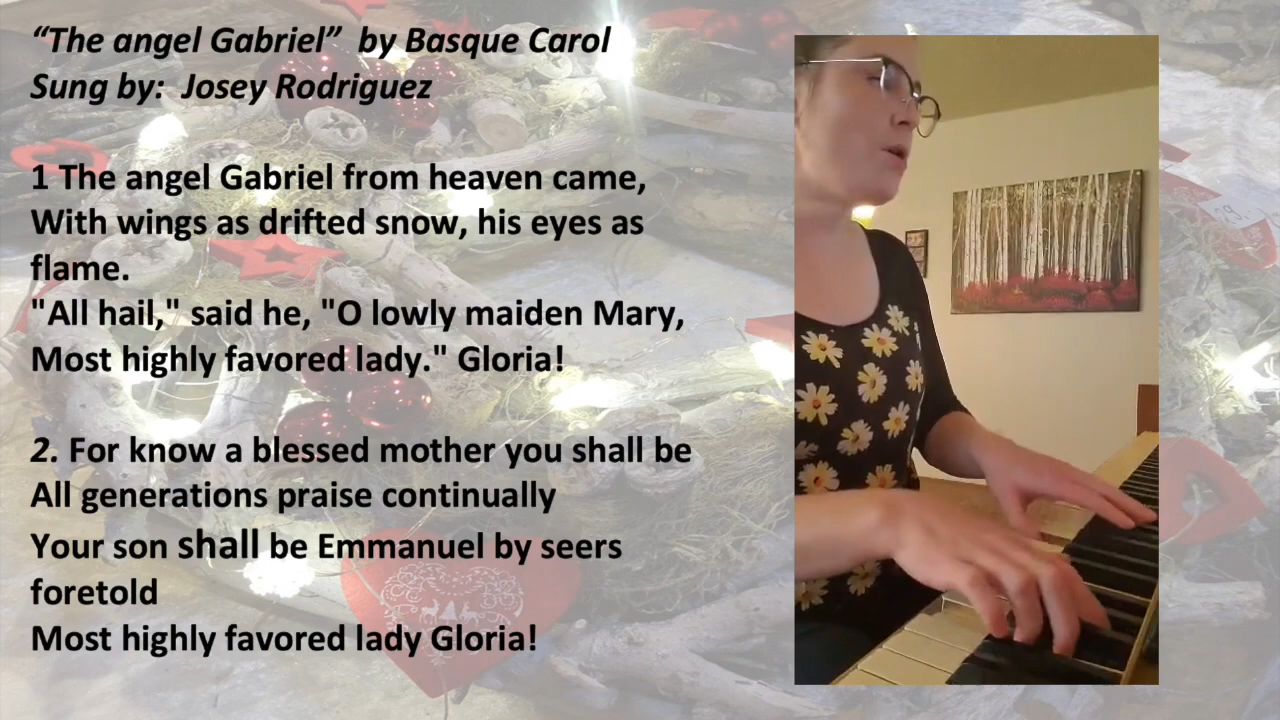 “The angel Gabriel” by Basque Carol
Sung by: Josey Rodriguez
1 The angel Gabriel from heaven came,
With wings as drifted snow, his eyes as
flame.
"All hail," said he, "O lowly maiden Mary,
Most highly favored lady." Gloria!
2. For know a blessed mother you shall be
All generations praise continually
Your son shall be Emmanuel by seers
foretold
Most highly favored lady Gloria!